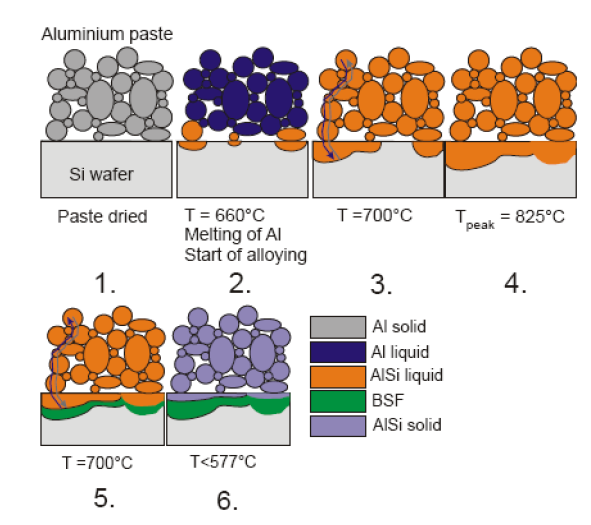 Aluminium paste
Si wafer
Paste dried
T = 660°C
Melting of Al
Start of alloying
T =700°C
Tpeak = 825°C
1.
2.
3.
4.
Al solid
Al liquid
AlSi liquid
BSF
AlSi solid
T =700°C
T<577°C
5.
6.